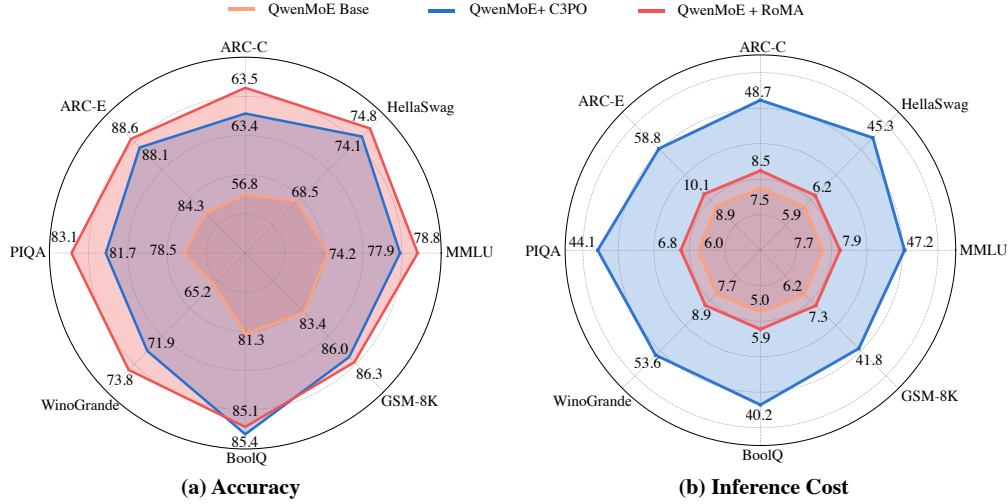 QwenMoE Base QwenMoE+ C3PO QwenMoE + RoMA
ARC-C
63.5
63.4
56.8
HellaSwag
74.8
74.1
68.5
MMLU
78.8
77.9
74.2
GSM-8K
86.3
86.0
83.4
BoolQ
85.4
85.1
81.3
WinoGrande
73.8
71.9
65.2
PIQA
83.1
81.7
78.5
ARC-E
88.6
88.1
84.3
(a) Accuracy
ARC-C
48.7
8.5
7.5
HellaSwag
45.3
6.2
5.9
MMLU
47.2
7.9
7.7
GSM-8K
41.8
7.3
6.2
BoolQ
40.2
5.9
5.0
WinoGrande
53.6
8.9
7.7
PIQA
44.1
6.8
6.0
ARC-E
58.8
10.1
8.9
(b) Inference Cost